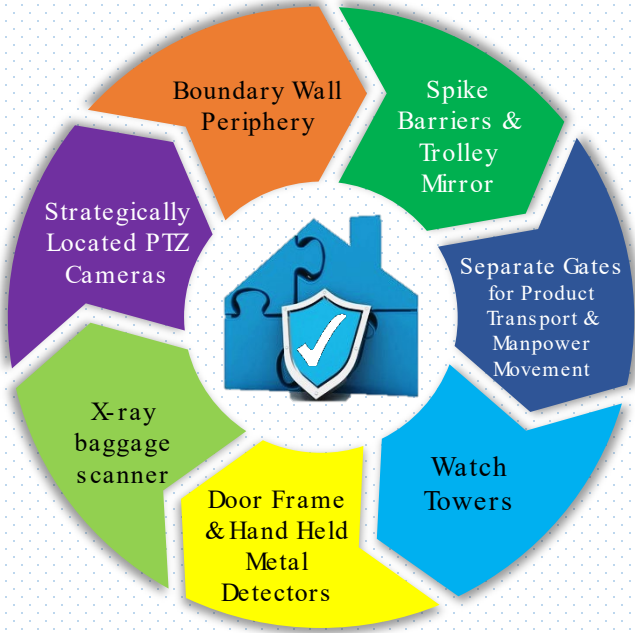 Boundary Wall
Periphery
Spike
Barriers &
Trolley
Mirror
Separate Gates
for Product
Transport &
Manpower
Movement
Watch
Towers
Door Frame
& Hand Held
Metal
Detectors
X-ray
baggage
scanner
Strategically
Located PTZ
Cameras